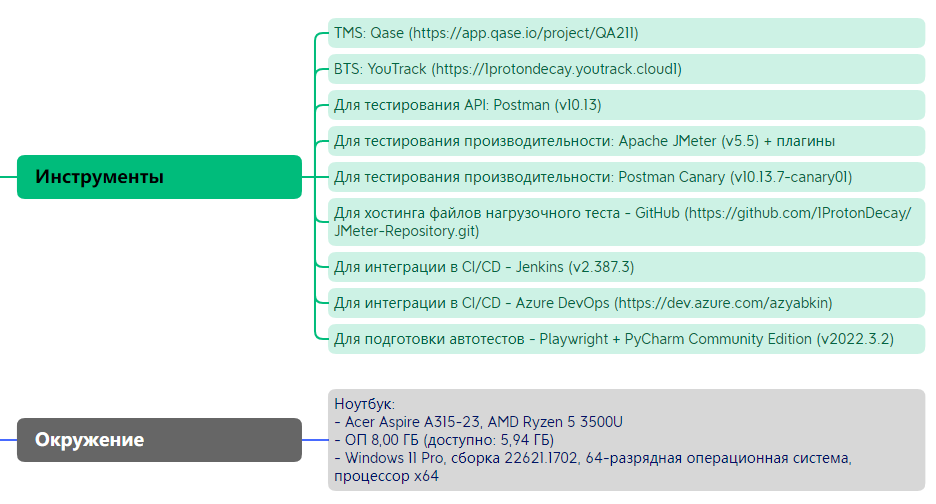 TMS: Qase (https://app.qase.io/project/QA211)
BTS: YouTrack (https://1protondecay.youtrack.cloud1)
Для тестирования API: Postman (v10.13)
Для тестирования производительности: Apache JMeter (v5.5) + плагины
Инструменты
Для тестирования производительности: Postman Canary (v10.13.7-canary01)
Для хостинга файлов нагрузочного теста - GitHub (https://github.com/1ProtonDecay/
JMeter-Repository.git)
Для интеграции в CI/CD - Jenkins (v2.387.3)
Для интеграции в CI/CD - Azure DevOps (https://dev.azure.com/azyabkin)
Для подготовки автотестов - Playwright + PyCharm Community Edition (v2022.3.2)
Окружение
Ноутбук:
- Acer Aspire A315-23, AMD Ryzen 5 3500U
- ОП 8,00 ГБ (доступно: 5,94 ГБ)
- Windows 11 Pro, сборка 22621.1702, 64-разрядная операционная система,
процессор x64